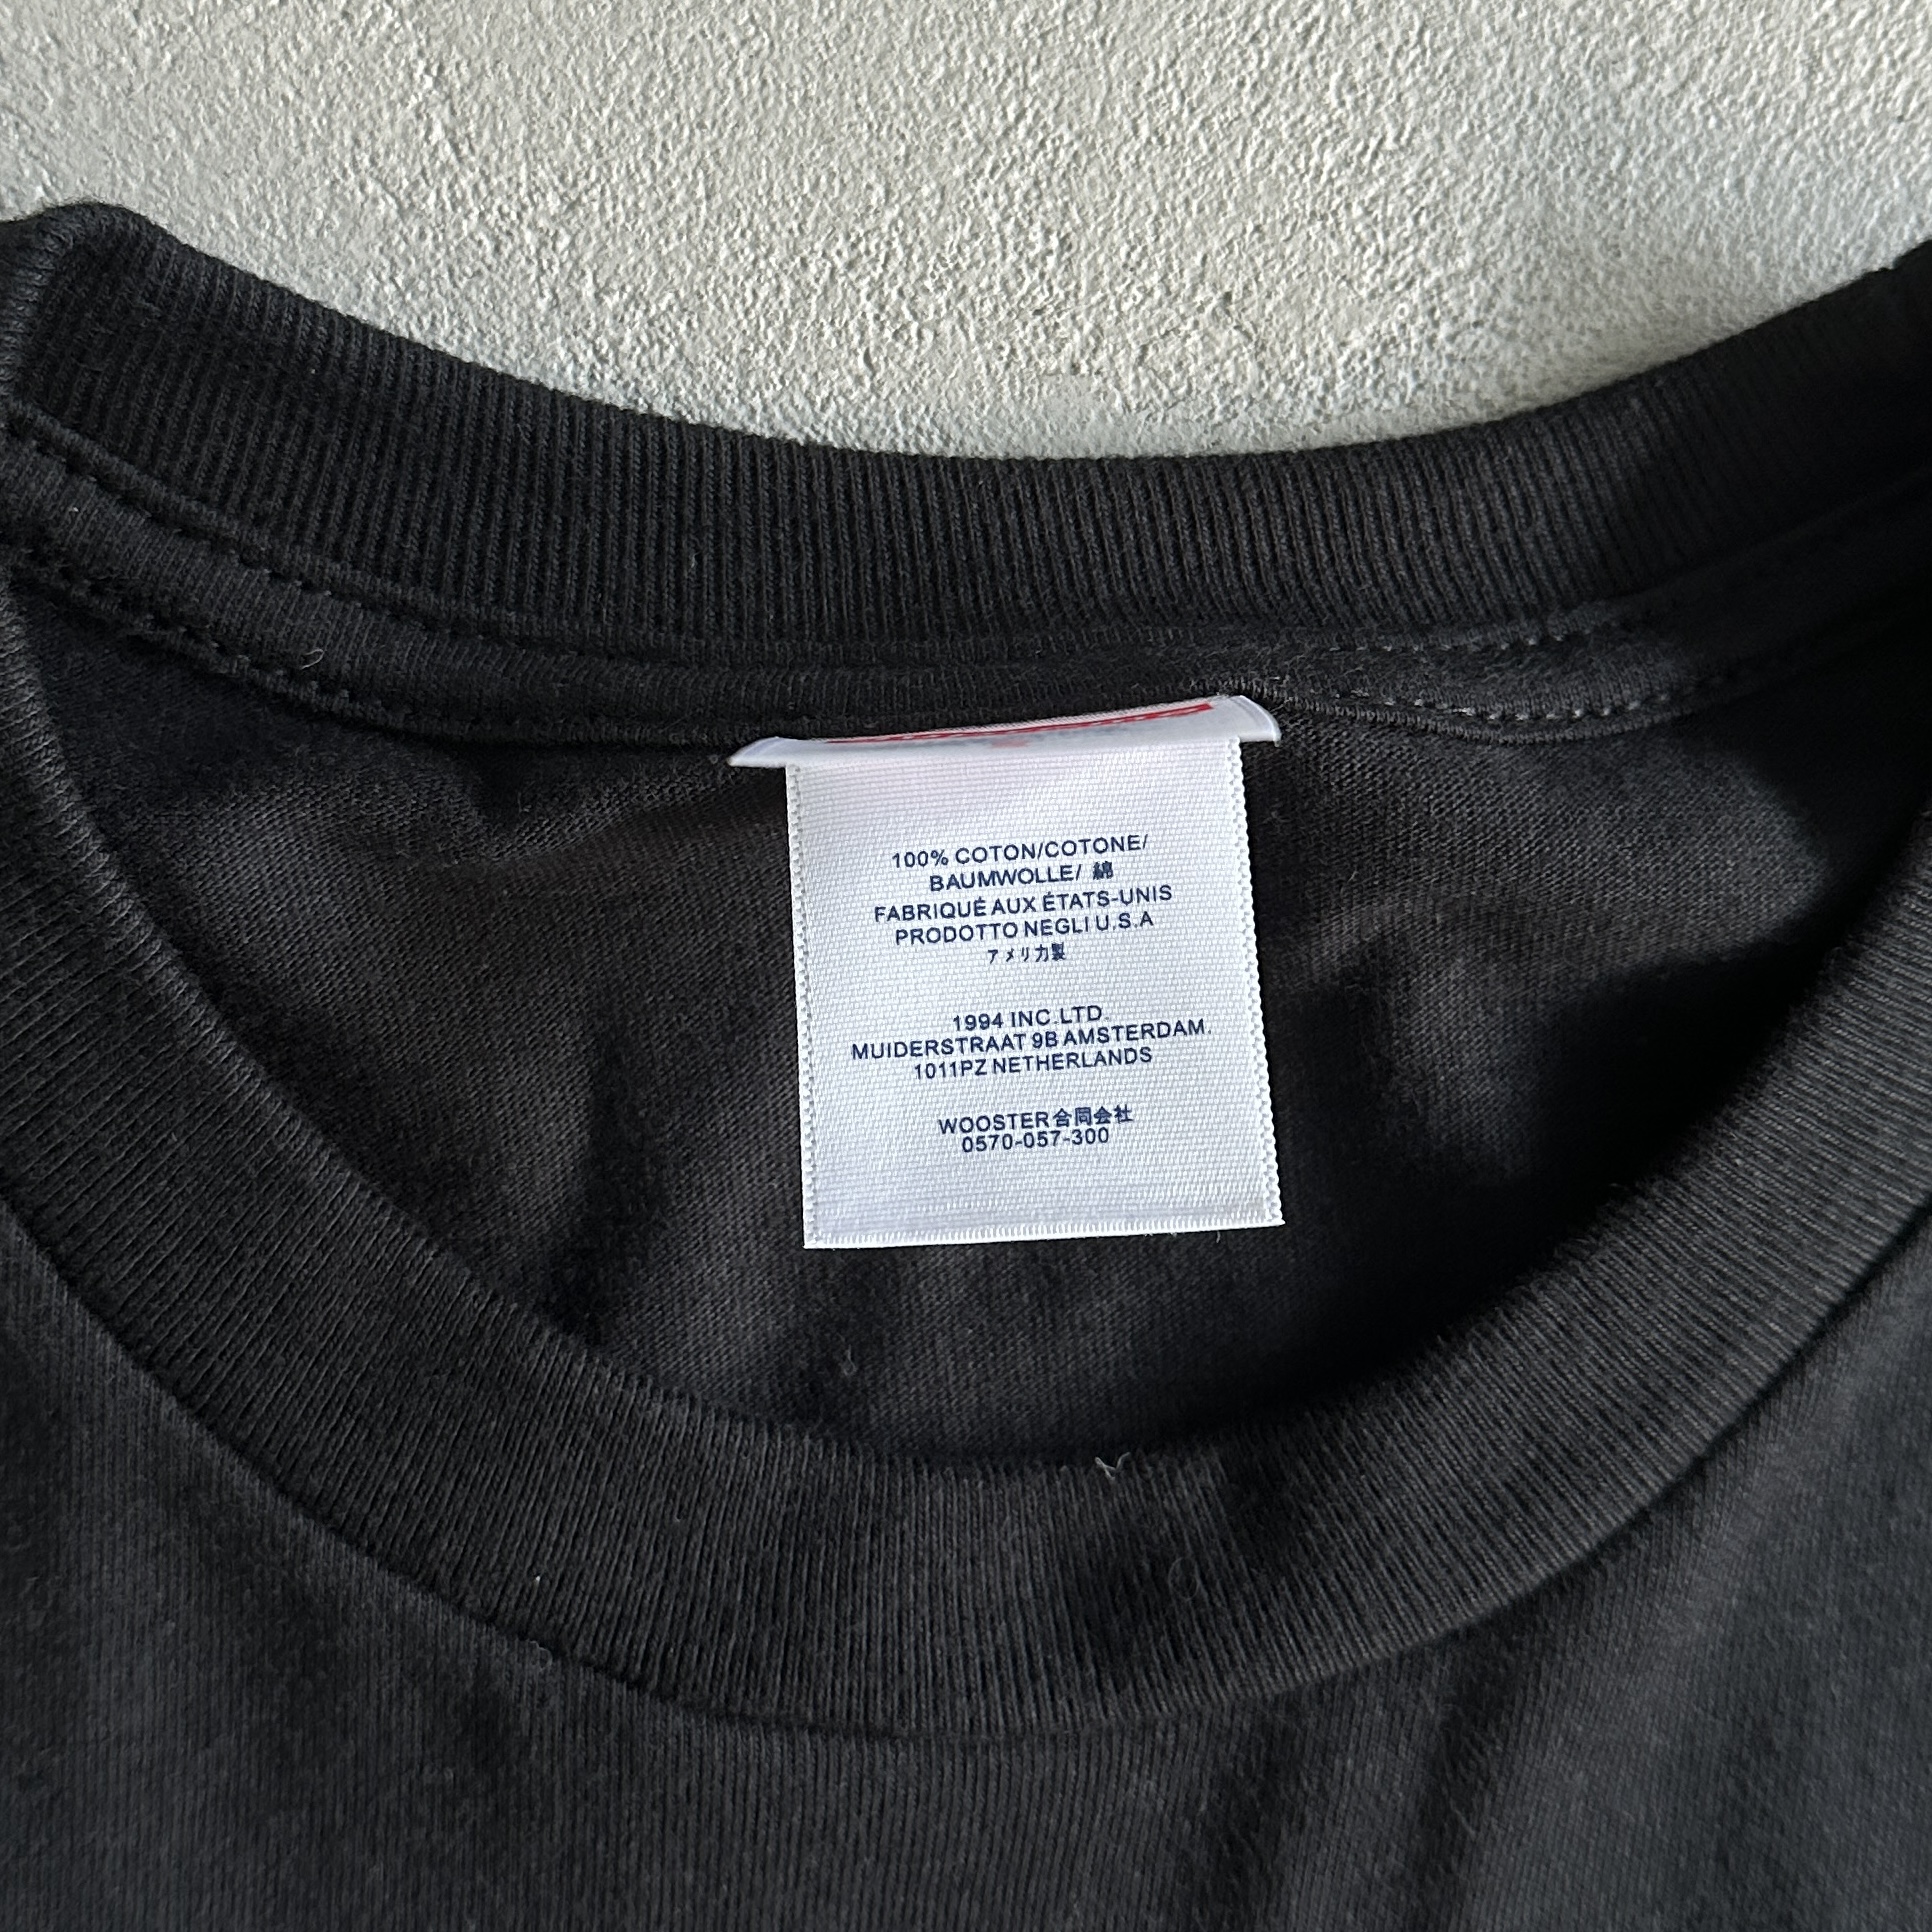 100% COTON/COTONE/
BAUMWOLLE/ 綿
FABRIQUÉ AUX ÉTATS-UNIS
PRODOTTO NEGLI U.S.A
アメリカ製
1994 INC.LTD.
MUIDERSTRAAT 9B AMSTERDAM.
1011PZ NETHERLANDS
WOOSTER合同会社
0570-057-300